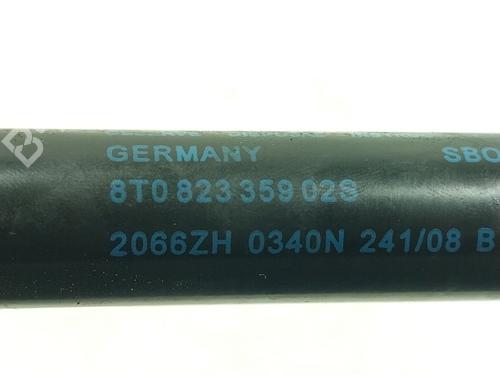 GERMANY SBO
8T0 823 359 02S
2066ZH 0340N 241/08 B
B